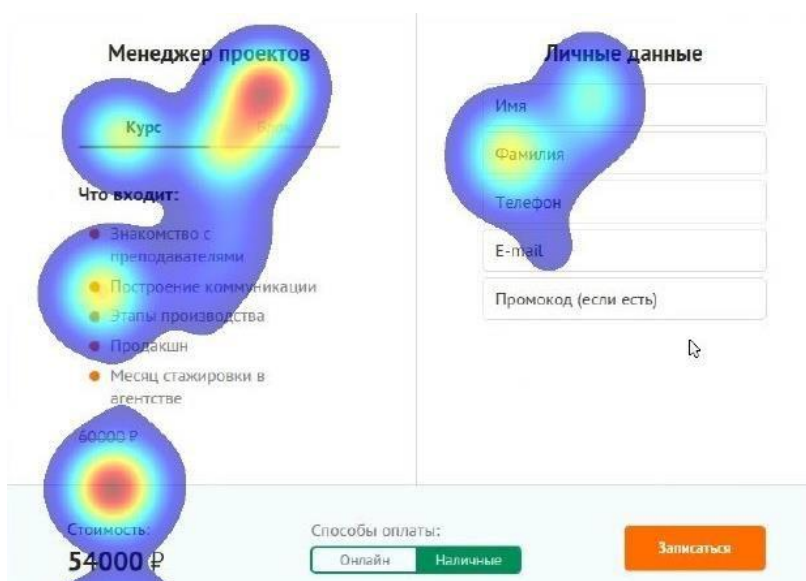 Менеджер проектов
Курс
Что входит:
Знакомство с
преподавателями
Построение коммуникации
Этапы производства
Продакшн
Месяц стажировки в
агентстве
60000 ₽
Стоимость:
54000 ₽
Способы оплаты:
Онлайн Наличные
Личные данные
Имя
Фамилия
Телефон
E-mail
Промокод (если есть)
Записаться